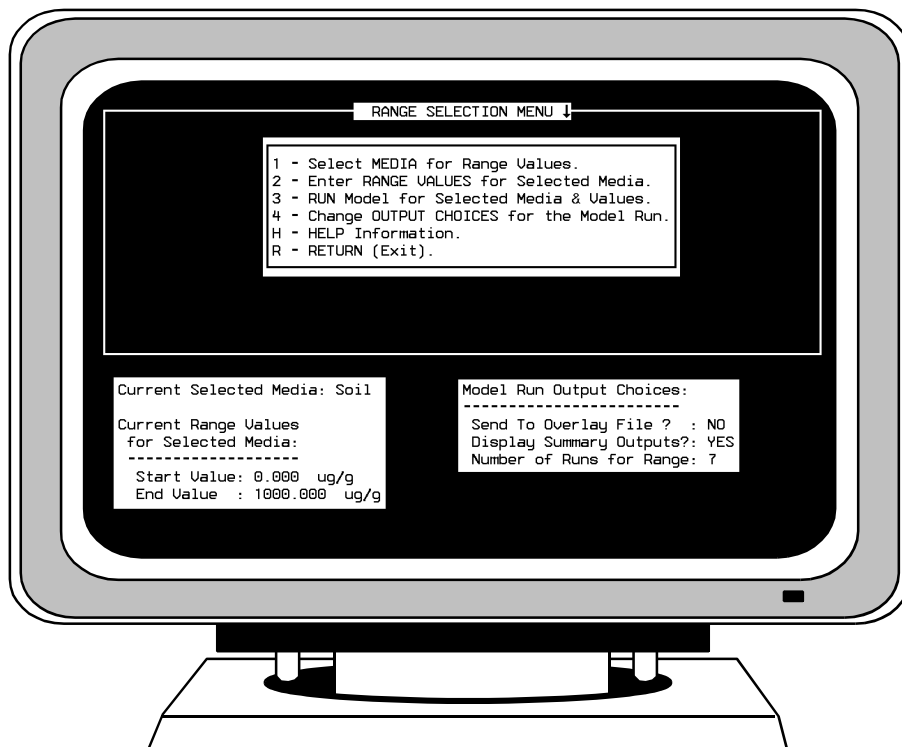 RANGE SELECTION MENU ↓
1 - Select MEDIA for Range Values.
2 - Enter RANGE VALUES for Selected Media.
3 - RUN Model for Selected Media & Values.
4 - Change OUTPUT CHOICES for the Model Run.
H - HELP Information.
R - RETURN (Exit).
Current Selected Media: Soil
Current Range Values
for Selected Media:
--------------------
Start Value: 0.000 ug/g
End Value : 1000.000 ug/g
Model Run Output Choices:
-------------------------
Send To Overlay File ? : NO
Display Summary Outputs?: YES
Number of Runs for Range: 7